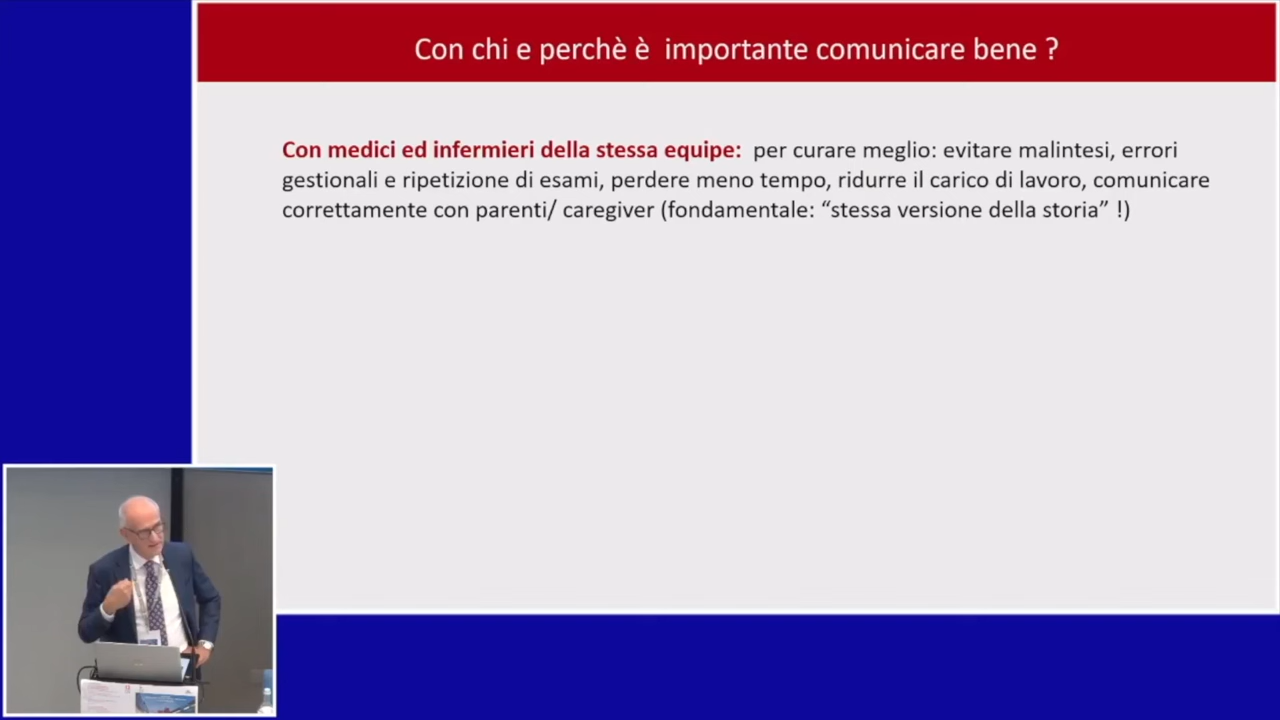 Con chi e perchè è  importante comunicare bene ?
Con medici ed infermieri della stessa equipe:  per curare meglio: evitare malintesi, errori
gestionali e ripetizione di esami, perdere meno tempo, ridurre il carico di lavoro, comunicare
correttamente con parenti/ caregiver (fondamentale: “stessa versione della storia” !)